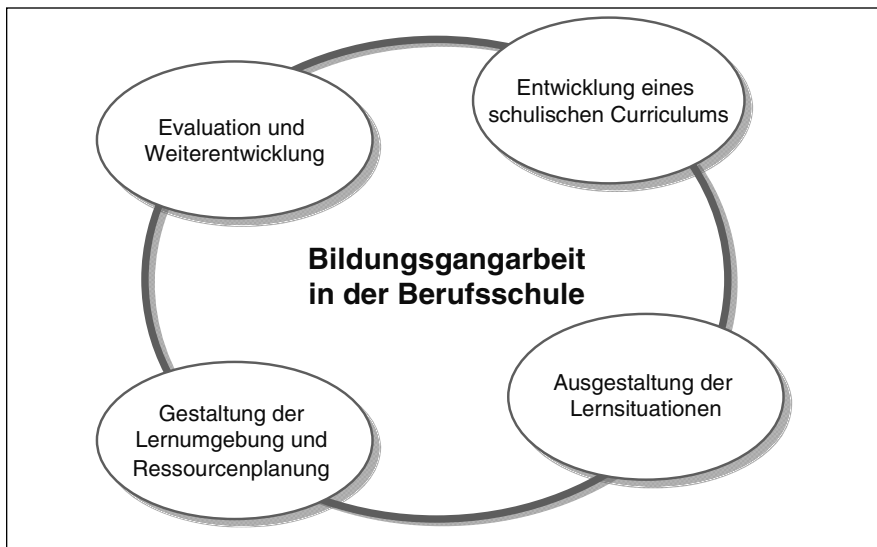 Evaluation und
Weiterentwicklung
Entwicklung eines
schulischen Curriculums
Bildungsgangarbeit
in der Berufsschule
Gestaltung der
Lernumgebung und
Ressourcenplanung
Ausgestaltung der
Lernsituationen